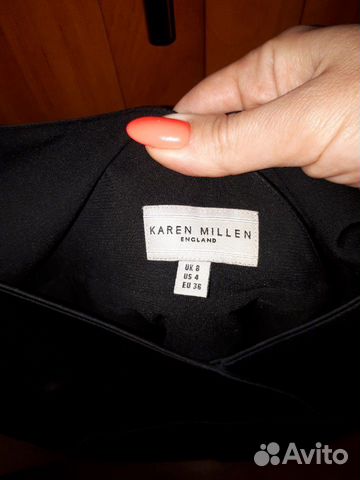 KAREN MILLEN
ENGLAND
UK 8
US 4
EU 36
Avito